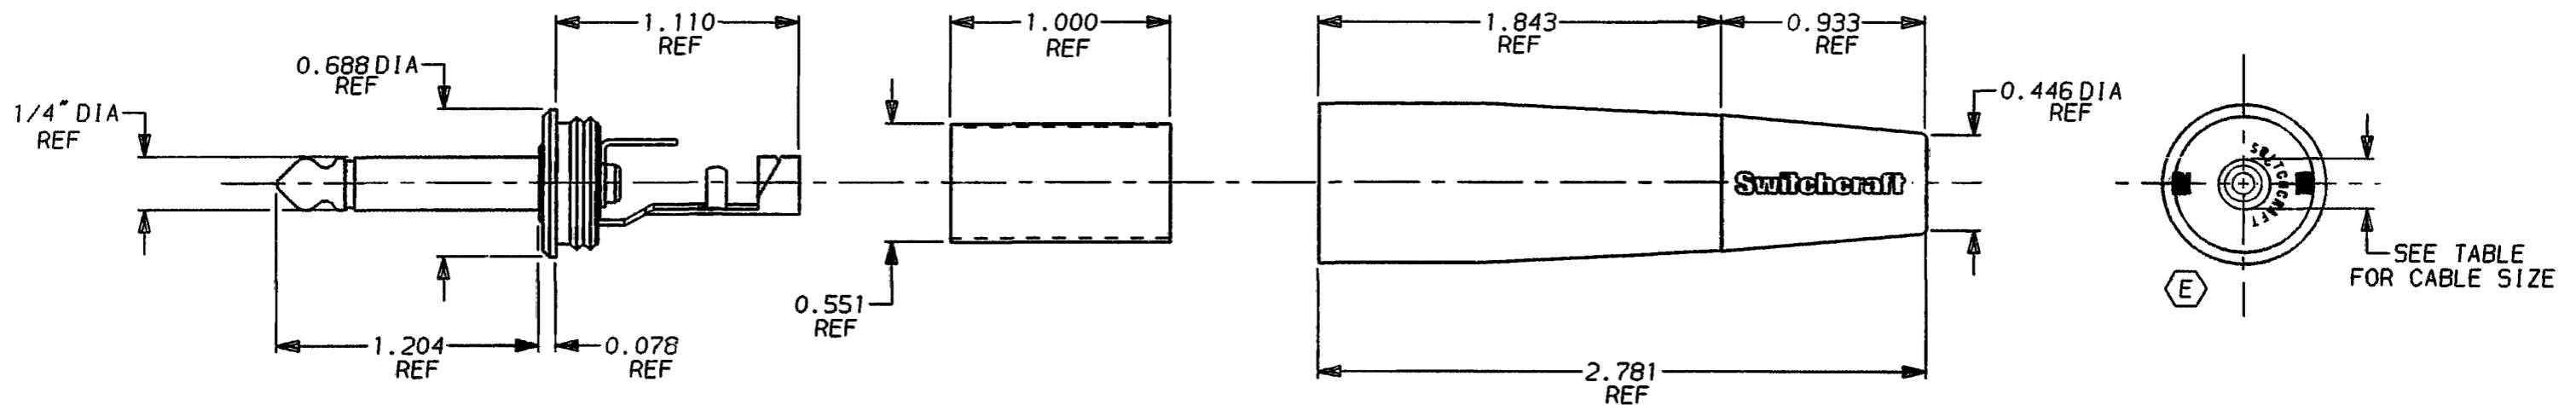 1.110
REF
1.000
REF
1.843
REF
0.933
REF
0.688 DIA
REF
1/4" DIA
REF
0.446 DIA
REF
Switchcraft
SWITCHCRAFT
SEE TABLE
FOR CABLE SIZE
E
0.551
REF
1.204
REF
0.078
REF
2.781
REF